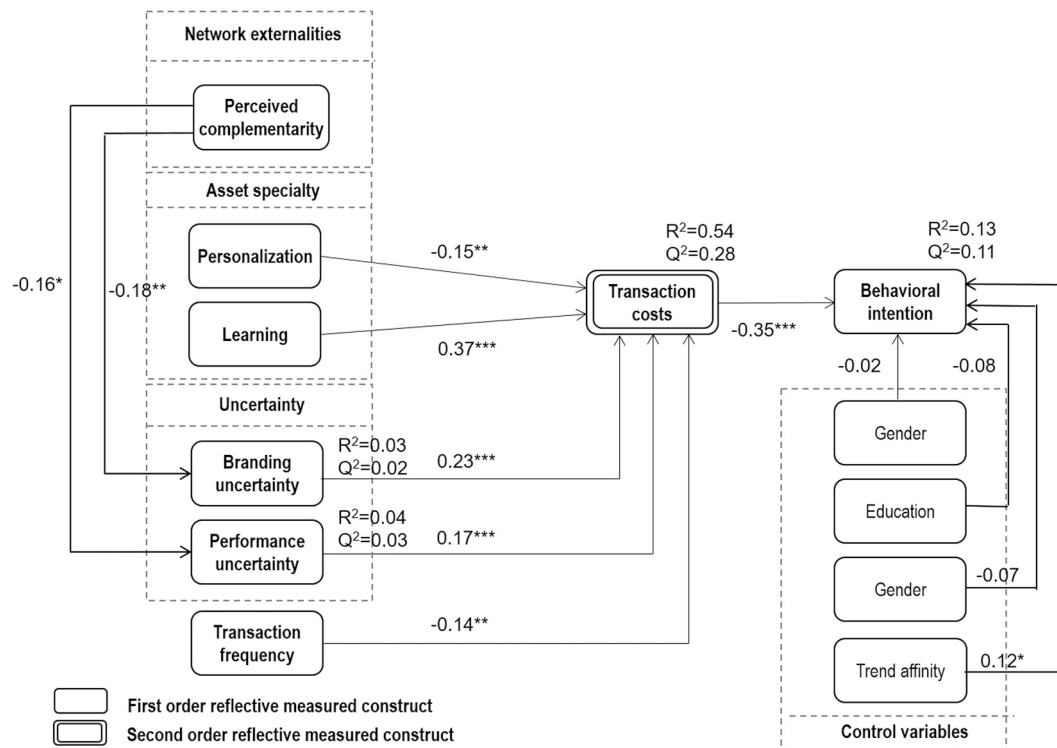 Network externalities
Perceived
complementarity
Asset specialty
Personalization
Learning
-0.16*
-0.18**
-0.15**
0.37***
R²=0.54
Q²=0.28
Transaction
costs
-0.35***
R²=0.13
Q²=0.11
Behavioral
intention
-0.02
-0.08
Uncertainty
Branding
uncertainty
R²=0.03
Q²=0.02
0.23***
Performance
uncertainty
R²=0.04
Q²=0.03
0.17***
Transaction
frequency
-0.14**
Gender
Education
Gender
-0.07
Trend affinity
0.12*
Control variables
First order reflective measured construct
Second order reflective measured construct